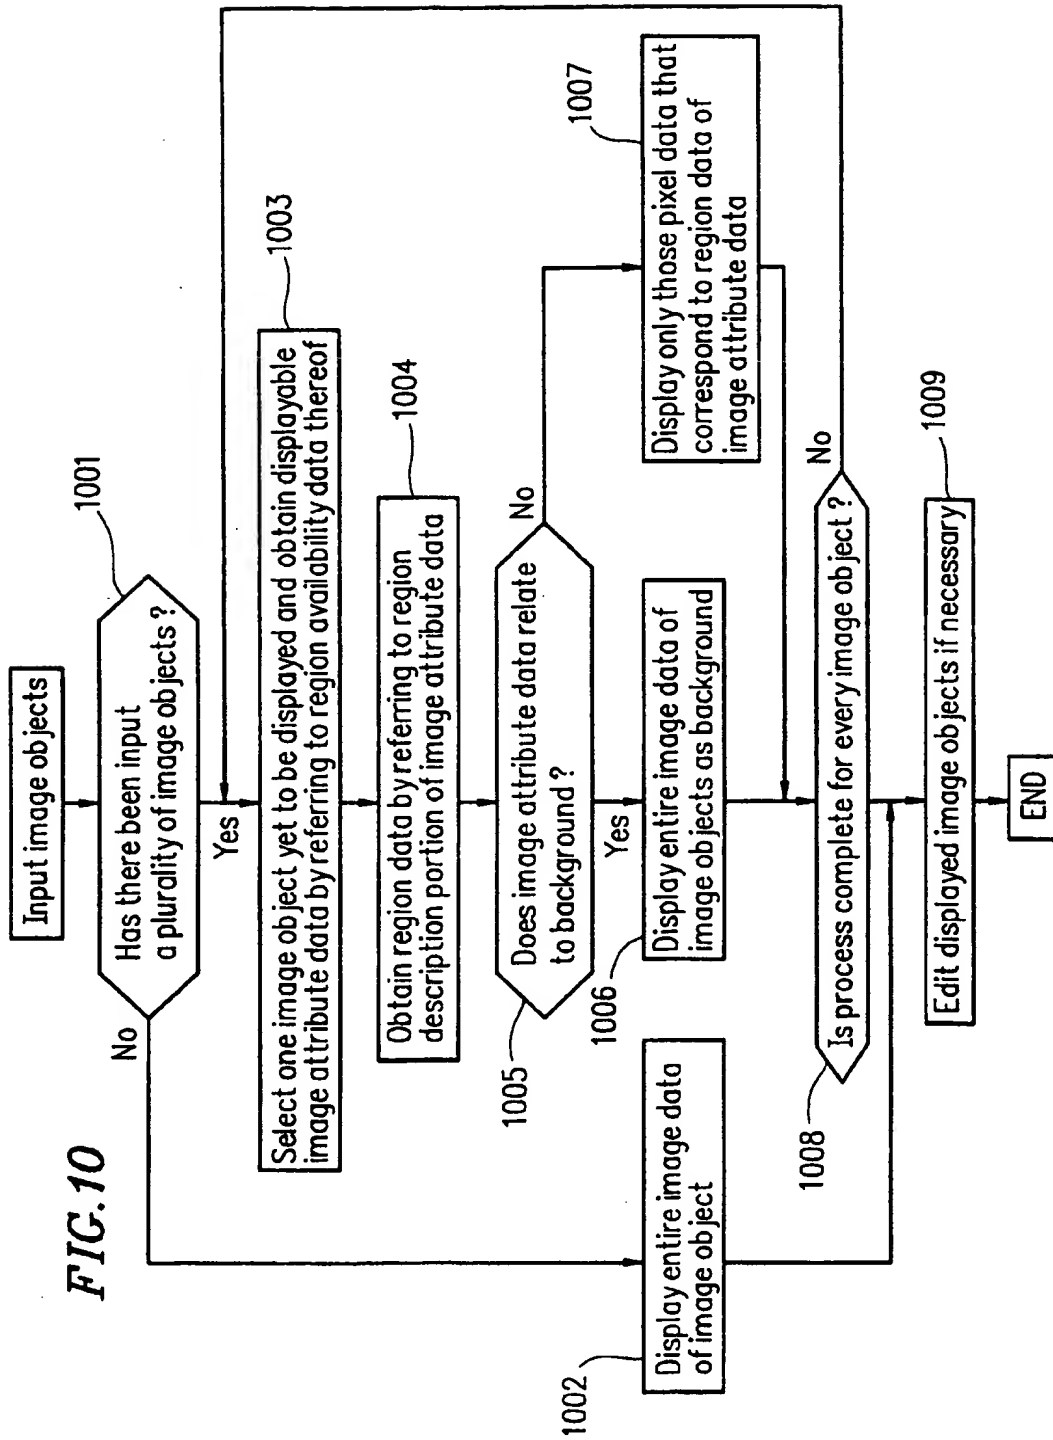 FIG.10
Input image objects
1001
Has there been input
a plurality of image objects ?
No
Yes
1003
Select one image object yet to be displayed and obtain displayable
image attribute data by referring to region availability data thereof
1004
Obtain region data by referring to region
description portion of image attribute data
1005
Does image attribute data relate
to background ?
No
Yes
1002
Display entire image data
of image object
1006
Display entire image data of
image objects as background
1007
Display only those pixel data that
correspond to region data of
image attribute data
1008
Is process complete for every image object ?
No
1009
Edit displayed image objects if necessary
END